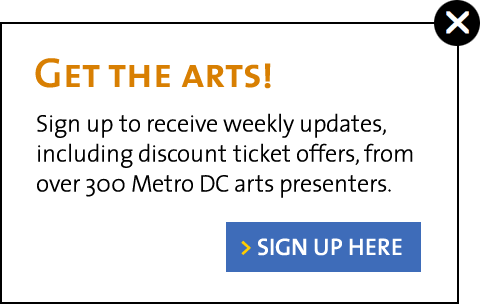 GET THE ARTS!
Sign up to receive weekly updates,
including discount ticket offers, from
over 300 Metro DC arts presenters.
> SIGN UP HERE